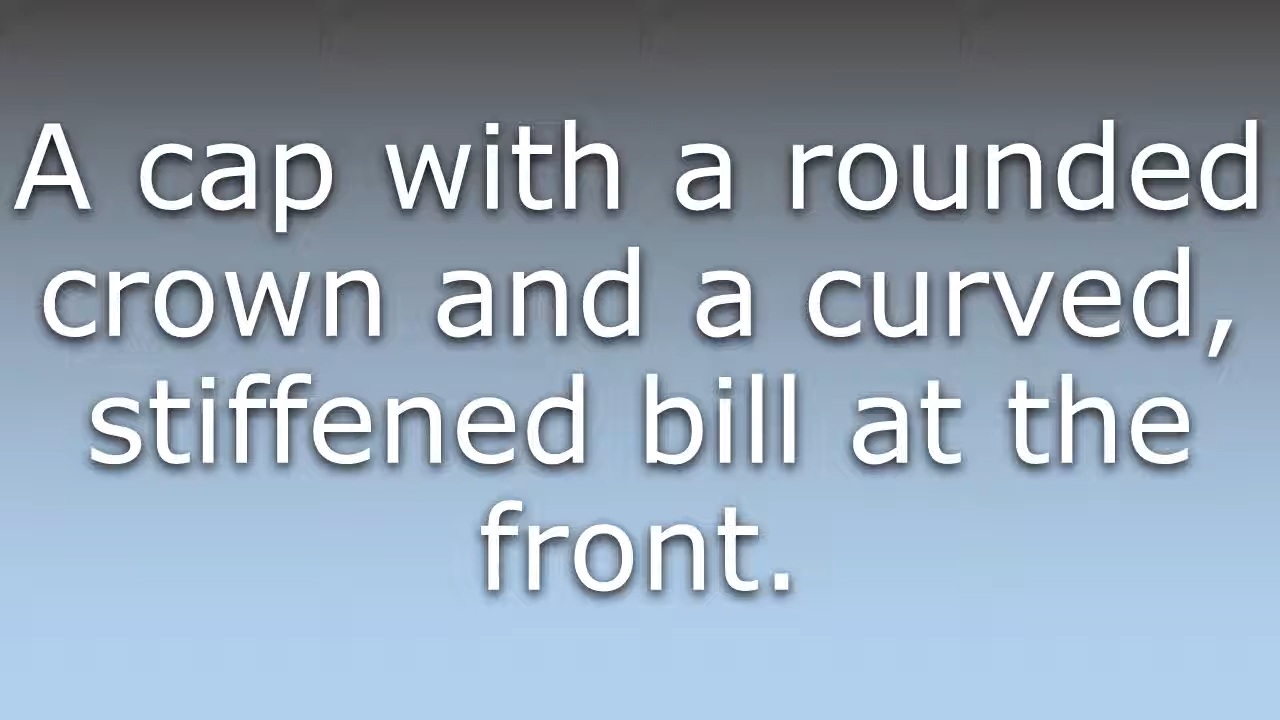 A cap with a rounded
crown and a curved,
stiffened bill at the
front.